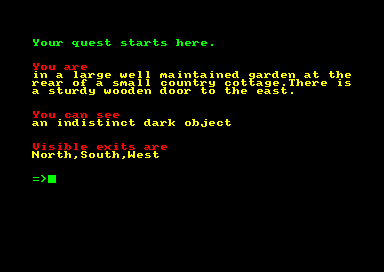 Your quest starts here.
You are
in a large well maintained garden at the
rear of a small country cottage.There is
a sturdy wooden door to the east.
You can see
an indistinct dark object
Visible exits are
North,South,West
=>